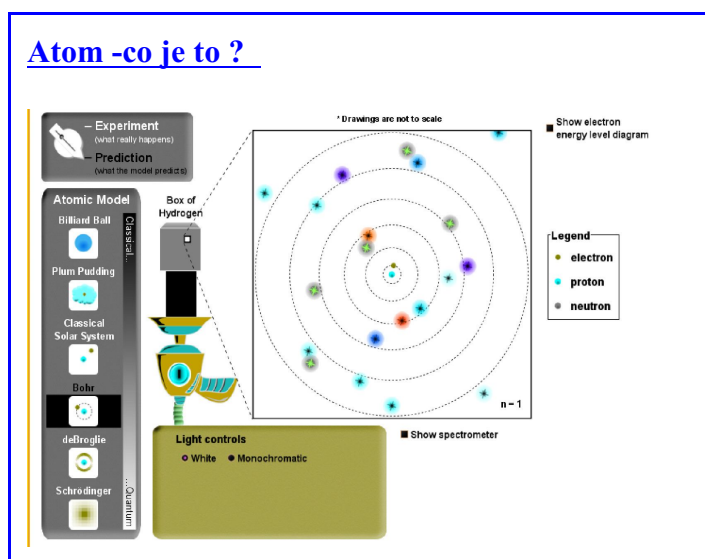 Atom -co je to ?
* Drawings are not to scale
Experiment
(what really happens)
Prediction
(what the model predicts)
Show electron
energy level diagram
Atomic Model
Classical...
Billiard Ball
Plum Pudding
Classical
Solar System
Bohr
deBroglie
Schrödinger
...Quantum
Box of
Hydrogen
Legend
electron
proton
neutron
n = 1
Show spectrometer
Light controls
White Monochromatic